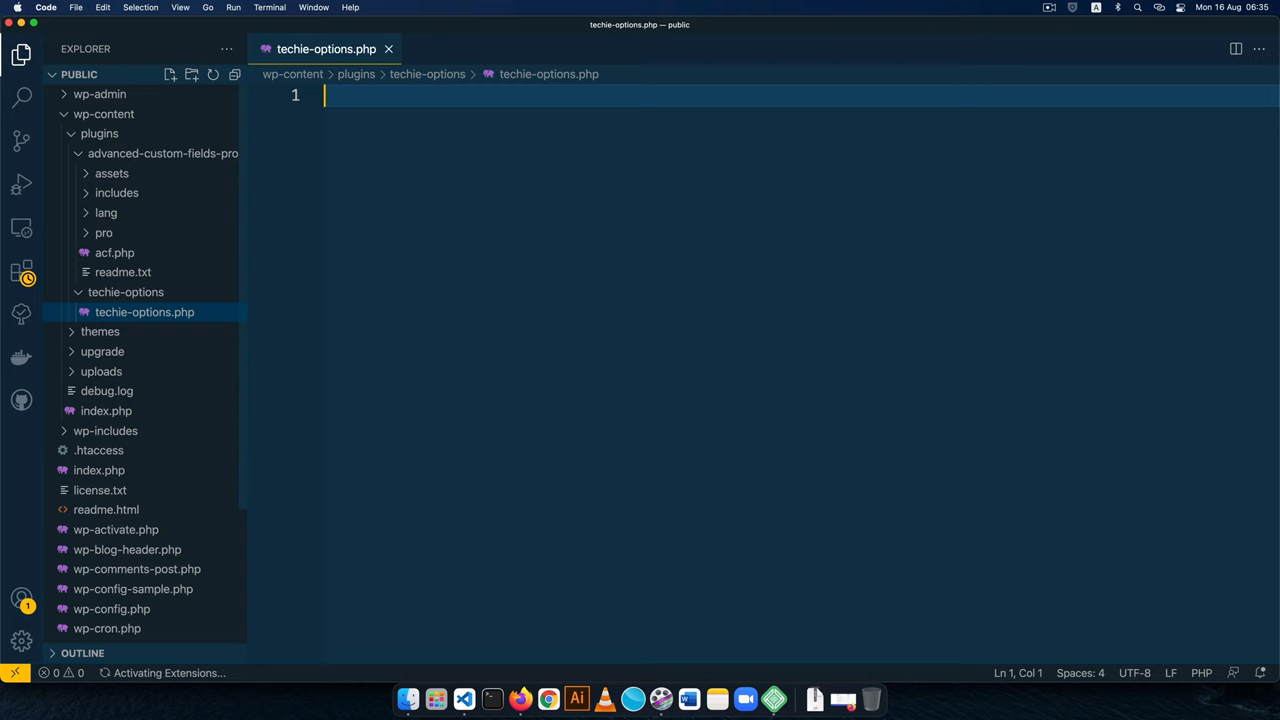 Code File Edit Selection View Go Run Terminal Window Help
A
Mon 16 Aug 06:35
techie-options.php — public
EXPLORER
techie-options.php
PUBLIC
wp-content > plugins > techie-options > techie-options.php
wp-admin
1
wp-content
plugins
advanced-custom-fields-pro
assets
includes
lang
pro
acf.php
readme.txt
techie-options
techie-options.php
themes
upgrade
uploads
debug.log
index.php
wp-includes
.htaccess
index.php
license.txt
readme.html
wp-activate.php
wp-blog-header.php
wp-comments-post.php
wp-config-sample.php
wp-config.php
wp-cron.php
1
OUTLINE
0 0 Activating Extensions...
Ln 1, Col 1 Spaces: 4 UTF-8 LF PHP
Ai